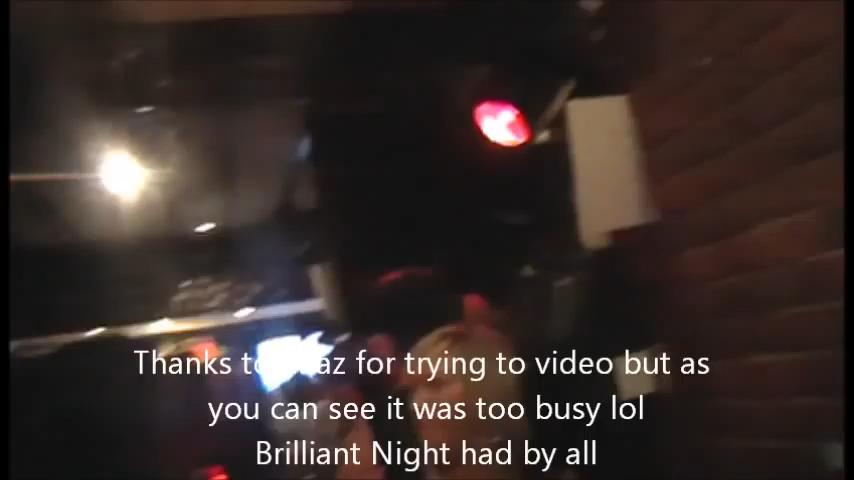 Thanks to for trying to video but as
you can see it was too busy lol
Brilliant Night had by all